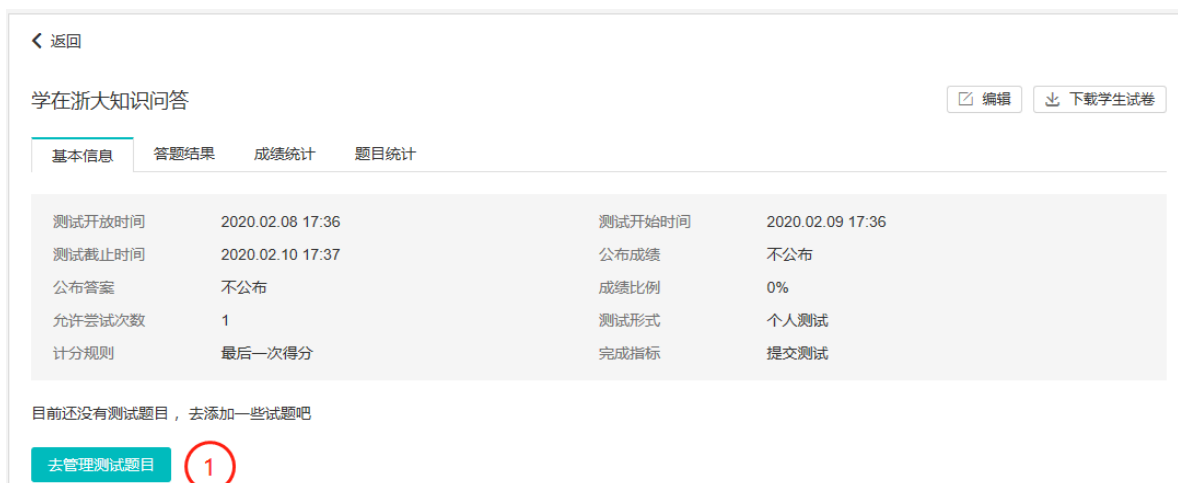 返回
学在浙大知识问答 编辑 下载学生试卷
基本信息 答题结果 成绩统计 题目统计
测试开放时间 2020.02.08 17:36 测试开始时间 2020.02.09 17:36
测试截止时间 2020.02.10 17:37 公布成绩 不公布
公布答案 不公布 成绩比例 0%
允许尝试次数 1 测试形式 个人测试
计分规则 最后一次得分 完成指标 提交测试
目前还没有测试题目，去添加一些试题吧
去管理测试题目 1